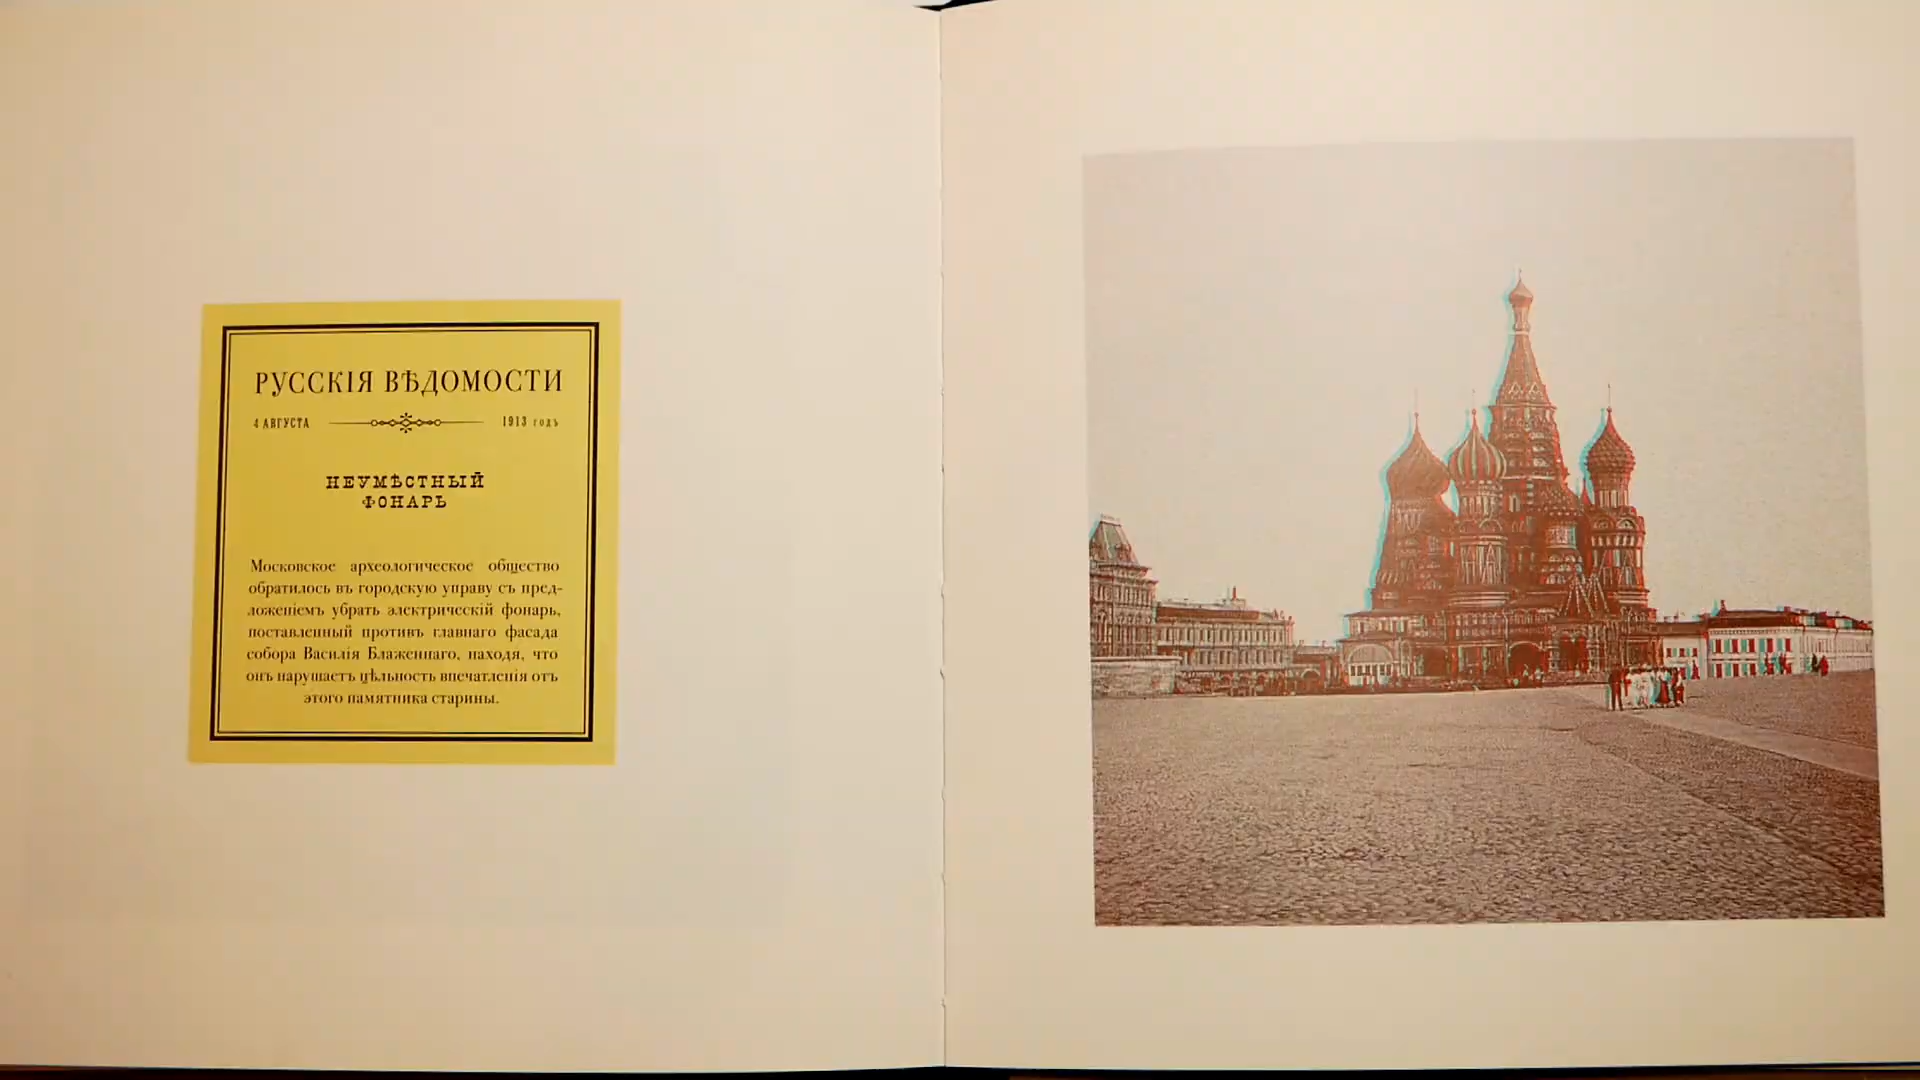 РУССКІЯ ВѢДОМОСТИ
4 АВГУСТА 1913 годъ
НЕУМѢСТНЫЙ
ФОНАРЬ
Московское археологическое общество
обратилось въ городскую управу съ пред-
ложеніемъ убрать электрическій фонарь,
поставленный противъ главнаго фасада
собора Василія Блаженнаго, находя, что
онъ нарушаетъ цѣльность впечатлѣнія отъ
этого памятника старины.